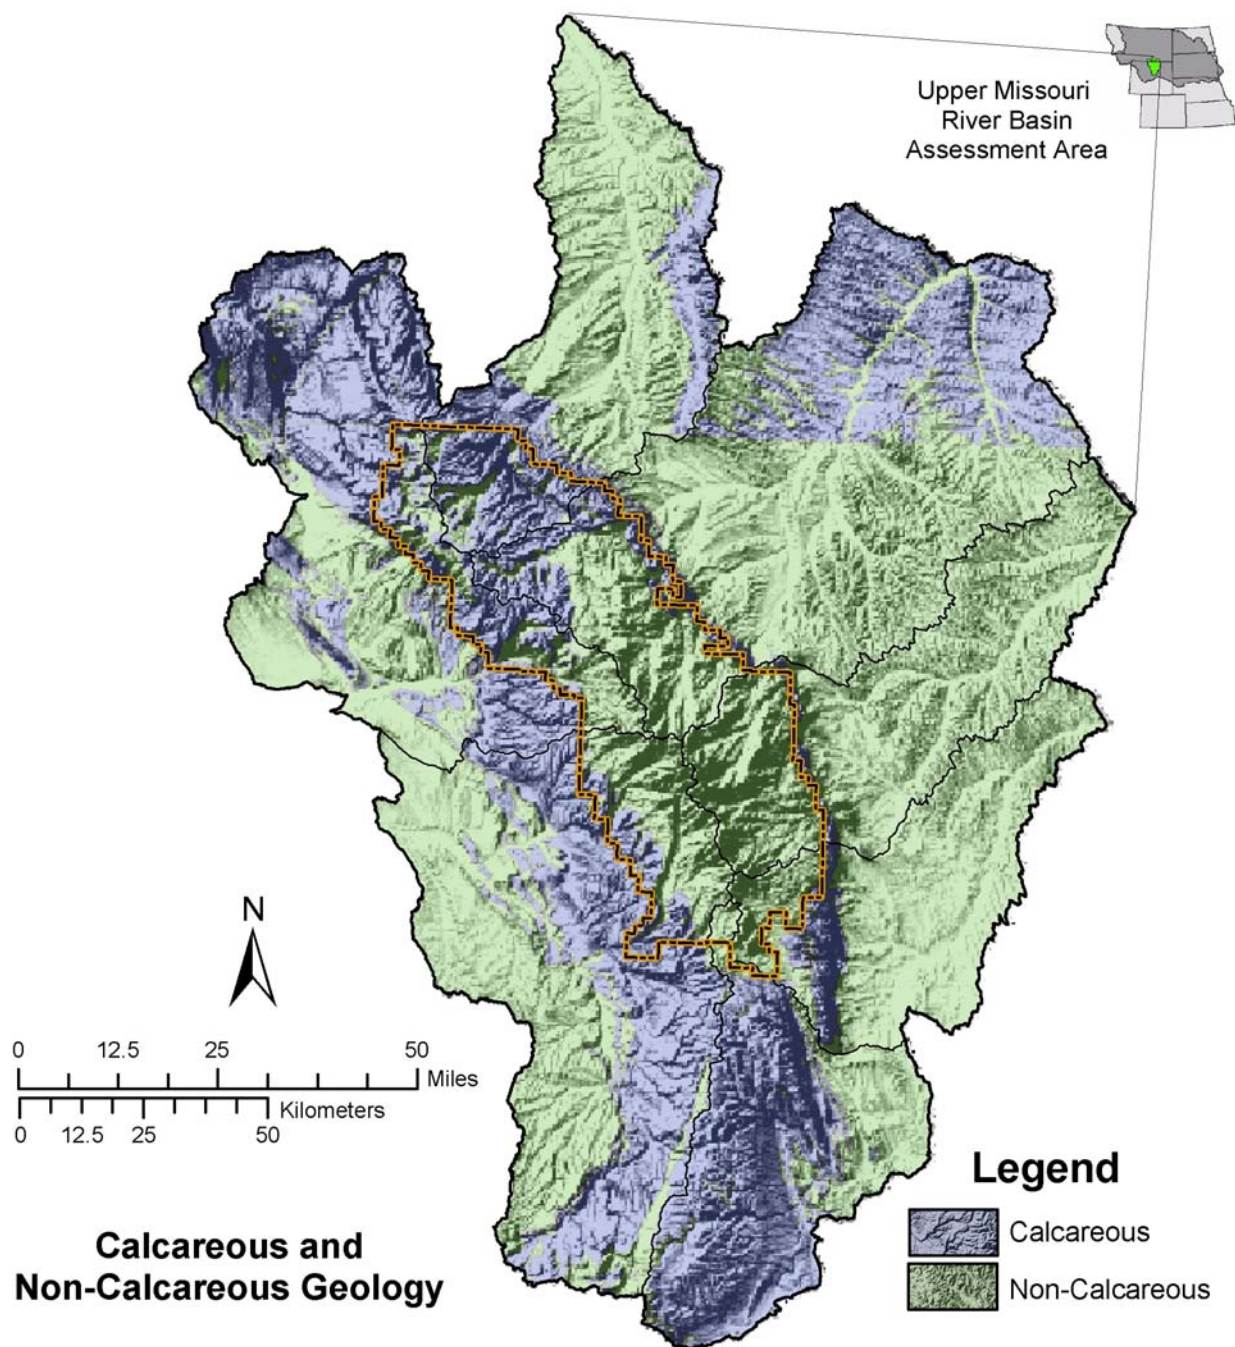 Upper Missouri
River Basin
Assessment Area
N
0 12.5 25 50
Miles
Kilometers
0 12.5 25 50
Calcareous and
Non-Calcareous Geology
Legend
Calcareous
Non-Calcareous